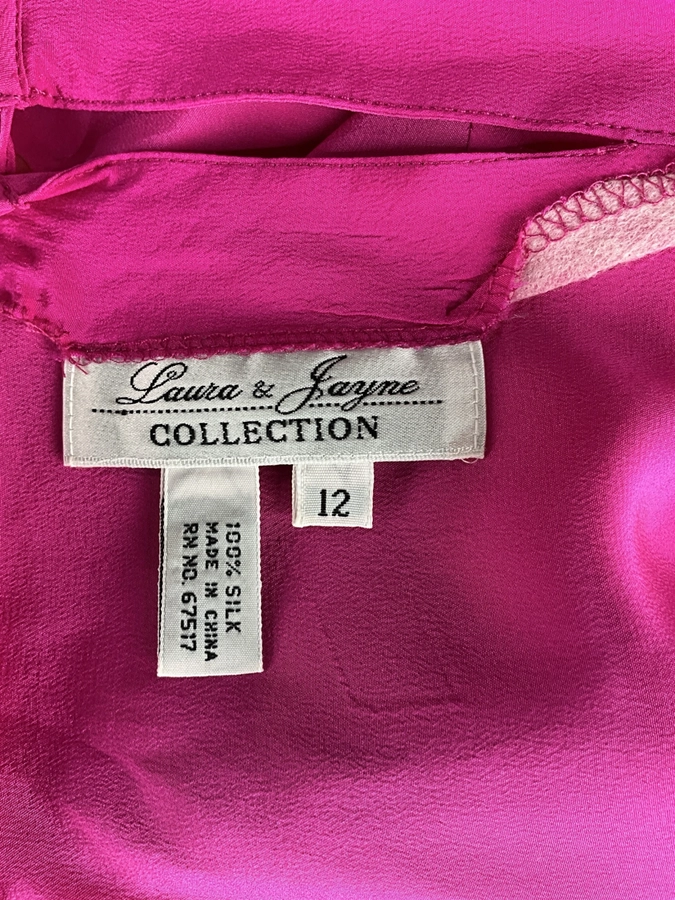 Laura & Jayne
COLLECTION
12
100% SILK
MADE IN CHINA
RN NO. 67517